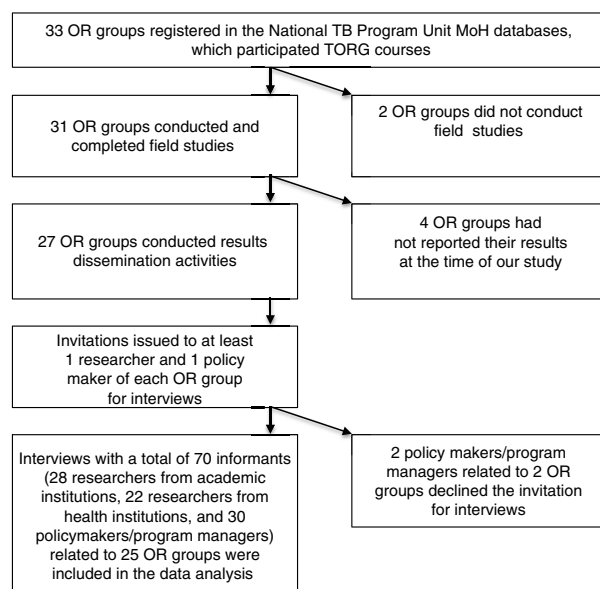 33 OR groups registered in the National TB Program Unit MoH databases,
which participated TORG courses
31 OR groups conducted and
completed field studies
2 OR groups did not conduct
field studies
27 OR groups conducted results
dissemination activities
4 OR groups had
not reported their results
at the time of our study
Invitations issued to at least
1 researcher and 1 policy
maker of each OR group
for interviews
Interviews with a total of 70 informants
(28 researchers from academic
institutions, 22 researchers from
health institutions, and 30
policymakers/program managers)
related to 25 OR groups were
included in the data analysis
2 policy makers/program
managers related to 2 OR
groups declined the invitation
for interviews